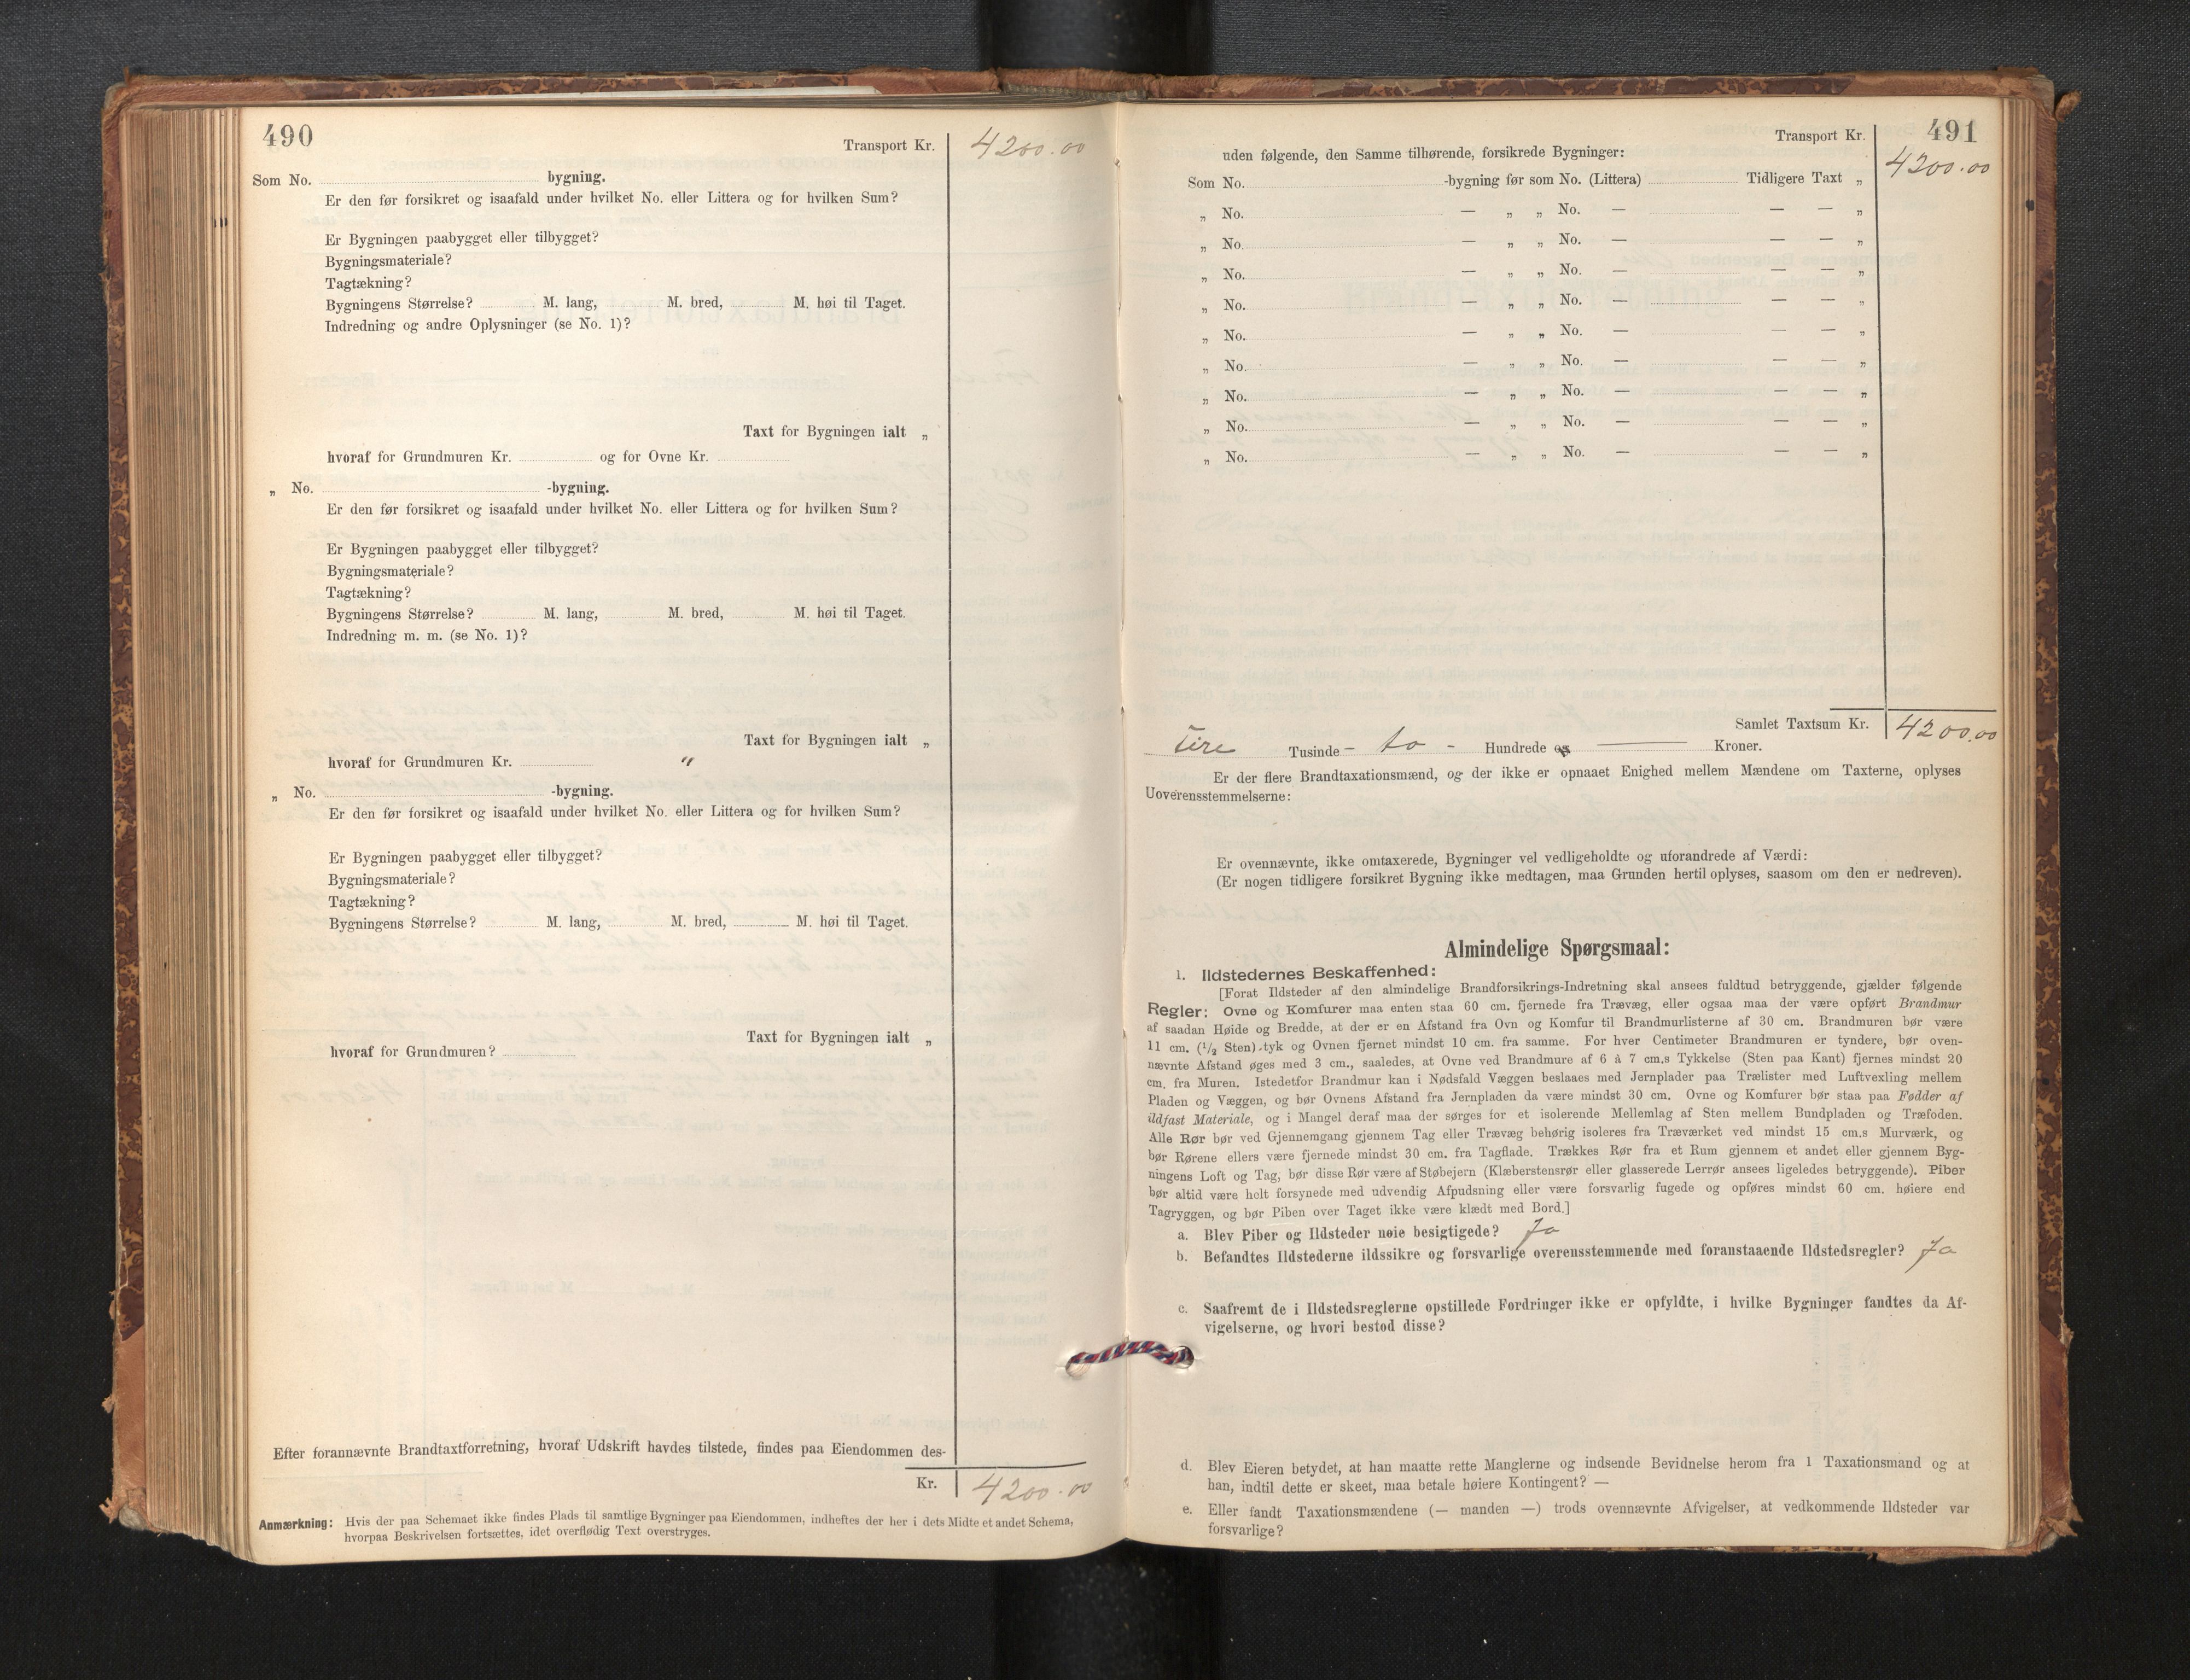 490
Transport Kr. 4200.00
Som No. bygning.
Er den før forsikret og isaafald under hvilket No. eller Littera og for hvilken Sum?
Er Bygningen paabygget eller tilbygget?
Bygningsmateriale?
Tagtækning?
Bygningens Størrelse? M. lang, M. bred, M. høi til Taget.
Indredning og andre Oplysninger (se No. 1)?
Taxt for Bygningen ialt „
hvoraf for Grundmuren Kr. og for Ovne Kr.
„ No. -bygning.
Er den før forsikret og isaafald under hvilket No. eller Littera og for hvilken Sum?
Er Bygningen paabygget eller tilbygget?
Bygningsmateriale?
Tagtækning?
Bygningens Størrelse? M. lang, M. bred, M. høi til Taget.
Indredning m. m. (se No. 1)?
Taxt for Bygningen ialt „
hvoraf for Grundmuren Kr. "
„ No. -bygning.
Er den før forsikret og isaafald under hvilket No. eller Littera og for hvilken Sum?
Er Bygningen paabygget eller tilbygget?
Bygningsmateriale?
Tagtækning?
Bygningens Størrelse? M. lang, M. bred, M. høi til Taget.
Taxt for Bygningen ialt „
hvoraf for Grundmuren?
Efter forannævnte Brandtaxtforretning, hvoraf Udskrift havdes tilstede, findes paa Eiendommen des-
Kr. 4200.00
Anmærkning: Hvis der paa Schemaet ikke findes Plads til samtlige Bygninger paa Eiendommen, indheftes der her i dets Midte et andet Schema,
hvorpaa Beskrivelsen fortsættes, idet overflødig Text overstryges.
491
Transport Kr.
uden følgende, den Samme tilhørende, forsikrede Bygninger: 4200.00
Som No. -bygning før som No. (Littera) Tidligere Taxt „
„ No. — „ „ No. — — — „
„ No. — „ „ No. — — — „
„ No. — „ „ No. — — — „
„ No. — „ „ No. — — — „
„ No. — „ „ No. — — — „
„ No. — „ „ No. — — — „
„ No. — „ „ No. — — — „
„ No. — „ „ No. — — — „
„ No. — „ „ No. — — — „
Samlet Taxtsum Kr. 4200.00
Fire Tusinde - to - Hundrede og — Kroner.
Er der flere Brandtaxationsmænd, og der ikke er opnaaet Enighed mellem Mændene om Taxterne, oplyses
Uoverensstemmelserne:
Er ovennævnte, ikke omtaxerede, Bygninger vel vedligeholdte og uforandrede af Værdi:
(Er nogen tidligere forsikret Bygning ikke medtagen, maa Grunden hertil oplyses, saasom om den er nedreven).
Almindelige Spørgsmaal:
1. Ildstedernes Beskaffenhed:
[Forat Ildsteder af den almindelige Brandforsikrings-Indretning skal ansees fuldtud betryggende, gjælder følgende
Regler: Ovne og Komfurer maa enten staa 60 cm. fjernede fra Trævæg, eller ogsaa maa der være opført Brandmur
af saadan Høide og Bredde, at der er en Afstand fra Ovn og Komfur til Brandmurlisterne af 30 cm. Brandmuren bør være
11 cm. (1/2 Sten) tyk og Ovnen fjernet mindst 10 cm. fra samme. For hver Centimeter Brandmuren er tyndere, bør oven-
nævnte Afstand øges med 3 cm., saaledes, at Ovne ved Brandmure af 6 à 7 cm.s Tykkelse (Sten paa Kant) fjernes mindst 20
cm. fra Muren. Istedetfor Brandmur kan i Nødsfald Væggen beslaaes med Jernplader paa Trælister med Luftvexling mellem
Pladen og Væggen, og bør Ovnens Afstand fra Jernpladen da være mindst 30 cm. Ovne og Komfurer bør staa paa Fødder af
ildfast Materiale, og i Mangel deraf maa der sørges for et isolerende Mellemlag af Sten mellem Bundpladen og Træfoden.
Alle Rør bør ved Gjennemgang gjennem Tag eller Trævæg behørig isoleres fra Træværket ved mindst 15 cm.s Murværk, og
bør Rørene ellers være fjernede mindst 30 cm. fra Tagflade. Trækkes Rør fra et Rum gjennem et andet eller gjennem Byg-
ningens Loft og Tag, bør disse Rør være af Støbejern (Klæberstensrør eller glasserede Lerrør ansees ligeledes betryggende). Piber
bør altid være helt forsynede med udvendig Afpudsning eller være forsvarlig fugede og opføres mindst 60 cm. høiere end
Tagryggen, og bør Piben over Taget ikke være klædt med Bord.]
a. Blev Piber og Ildsteder nøie besigtigede? Ja
b. Befandtes Ildstederne ildssikre og forsvarlige overensstemmende med foranstaaende Ildstedsregler? Ja
c. Saafremt de i Ildstedsreglerne opstillede Fordringer ikke er opfyldte, i hvilke Bygninger fandtes da Af-
vigelserne, og hvori bestod disse?
d. Blev Eieren betydet, at han maatte rette Manglerne og indsende Bevidnelse herom fra 1 Taxationsmand og at
han, indtil dette er skeet, maa betale høiere Kontingent? —
e. Eller fandt Taxationsmændene (— manden —) trods ovennævnte Afvigelser, at vedkommende Ildsteder var
forsvarlige?